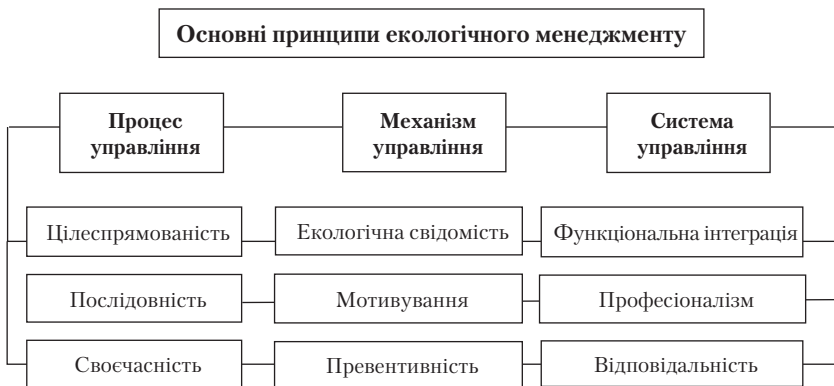 Основні принципи екологічного менеджменту
Процес
управління
Механізм
управління
Система
управління
Цілеспрямованість
Екологічна свідомість
Функціональна інтеграція
Послідовність
Мотивування
Професіоналізм
Своєчасність
Превентивність
Відповідальність